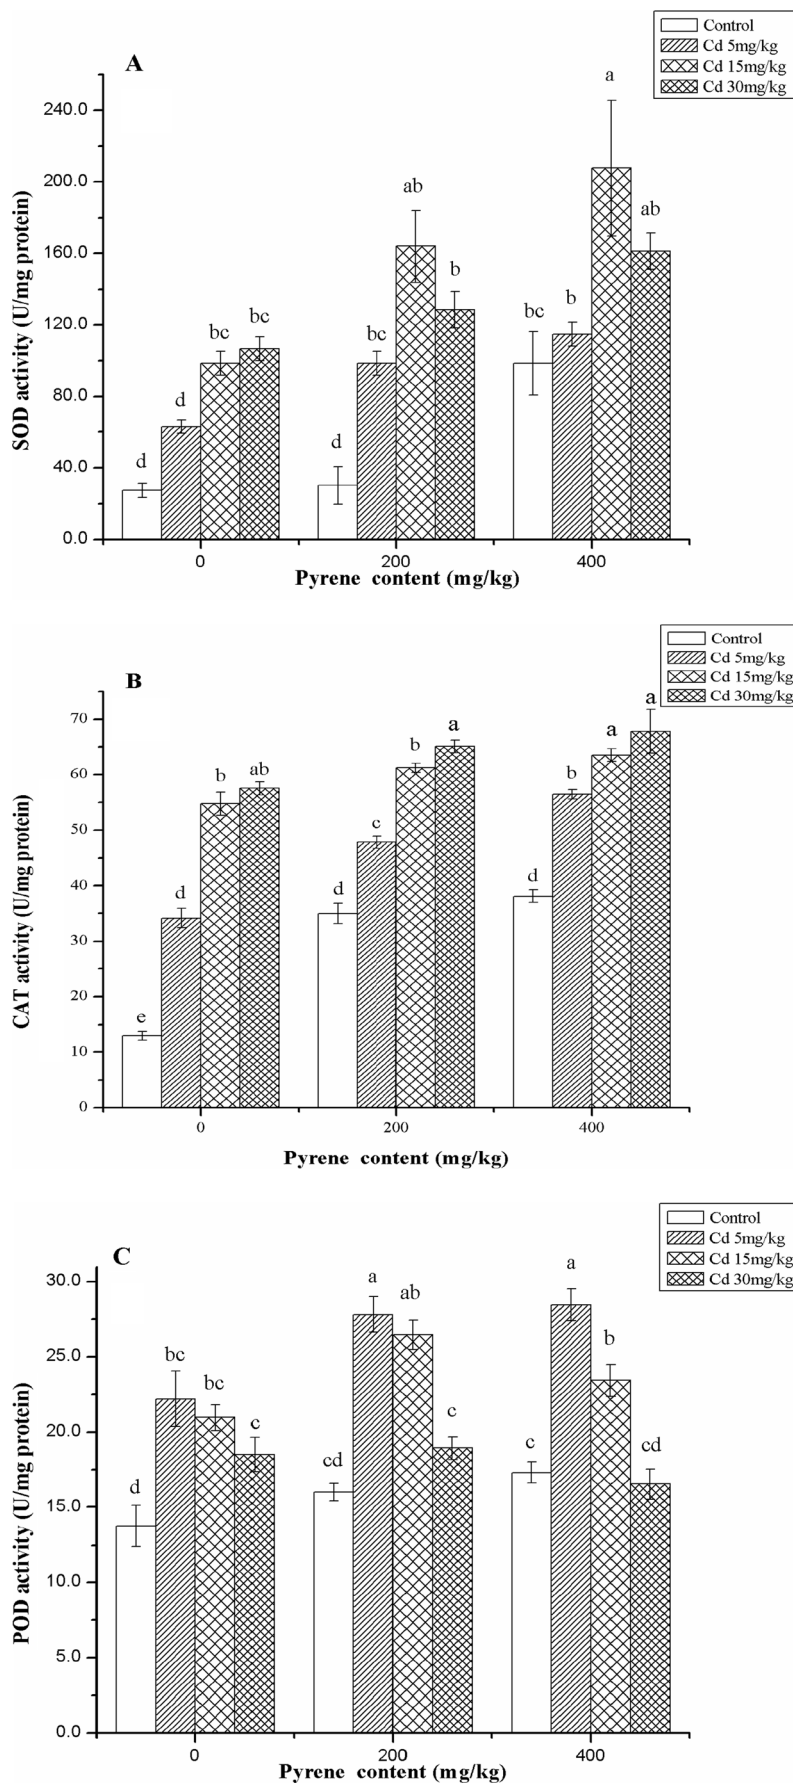 A
Control
Cd 5mg/kg
Cd 15mg/kg
Cd 30mg/kg
SOD activity (U/mg protein)
240.0
200.0
160.0
120.0
80.0
40.0
0.0
d
d
bc
bc
d
bc
ab
b
bc
b
a
ab
0
200
400
Pyrene content (mg/kg)
B
Control
Cd 5mg/kg
Cd 15mg/kg
Cd 30mg/kg
CAT activity (U/mg protein)
70
60
50
40
30
20
10
0
e
d
b
ab
d
c
b
a
d
b
a
a
0
200
400
Pyrene content (mg/kg)
C
Control
Cd 5mg/kg
Cd 15mg/kg
Cd 30mg/kg
POD activity (U/mg protein)
30.0
25.0
20.0
15.0
10.0
5.0
0.0
d
bc
bc
c
cd
a
ab
c
c
a
b
cd
0
200
400
Pyrene content (mg/kg)